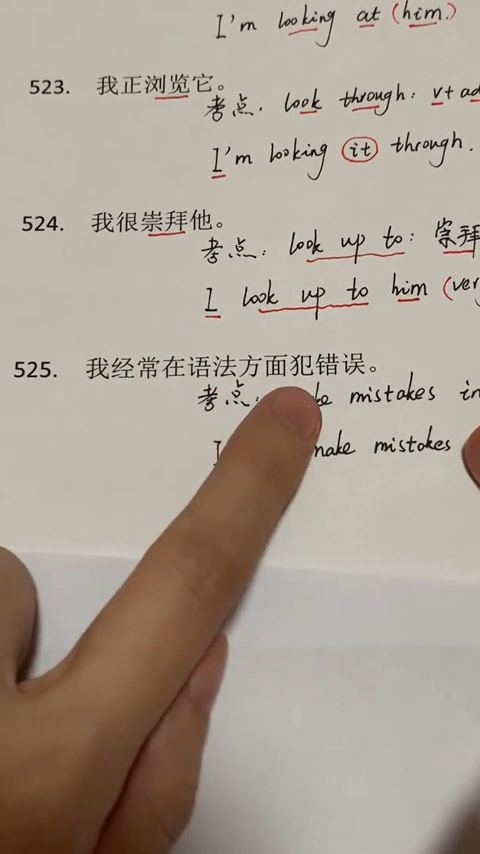 I'm looking at (him.)
523. 我正浏览它。
考点. look through: v+ad
I'm looking it through.
524. 我很崇拜他。
考点: look up to: 崇拜
I look up to him (very
525. 我经常在语法方面犯错误。
考点: mistakes in
I make mistakes